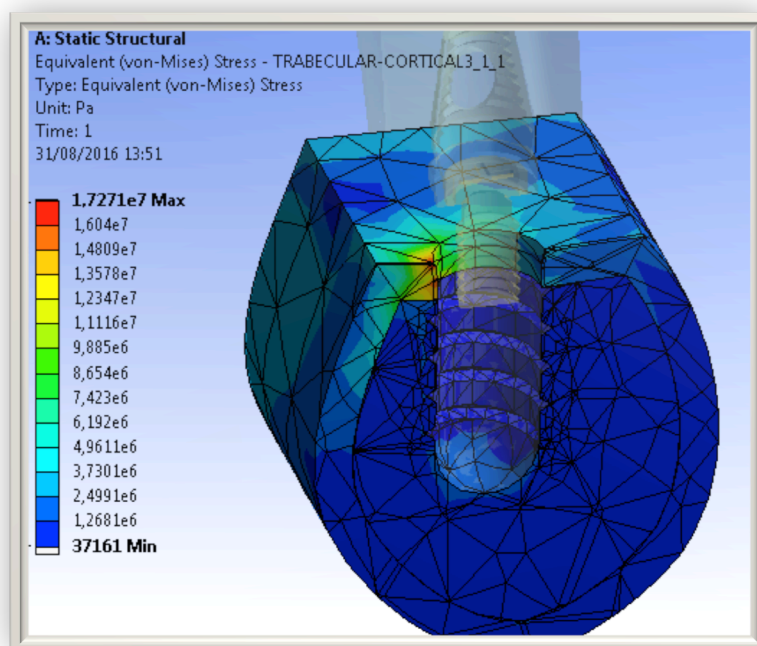 A: Static Structural
Equivalent (von-Mises) Stress - TRABECULAR-CORTICAL3_1_1
Type: Equivalent (von-Mises) Stress
Unit: Pa
Time: 1
31/08/2016 13:51
1,7271e7 Max
1,604e7
1,4809e7
1,3578e7
1,2347e7
1,1116e7
9,885e6
8,654e6
7,423e6
6,192e6
4,9611e6
3,7301e6
2,4991e6
1,2681e6
37161 Min